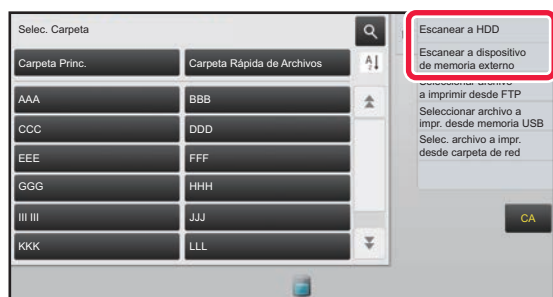 Selec. Carpeta
Carpeta Princ.
Carpeta Rápida de Archivos
AAA
BBB
CCC
DDD
EEE
FFF
GGG
HHH
III III
JJJ
KKK
LLL
Escanear a HDD
Escanear a dispositivo
de memoria externo
Seleccionar archivo
a imprimir desde FTP
Seleccionar archivo a
impr. desde memoria USB
Selec. archivo a impr.
desde carpeta de red
CA